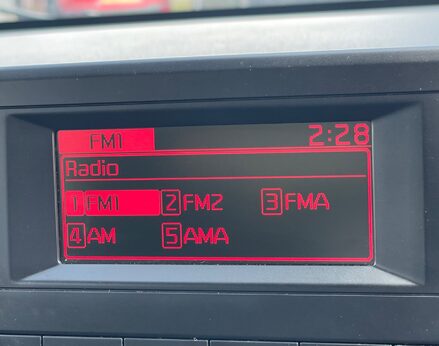 FM1 2:28
Radio
1 FM1 2 FM2 3 FMA
4 AM 5 AMA